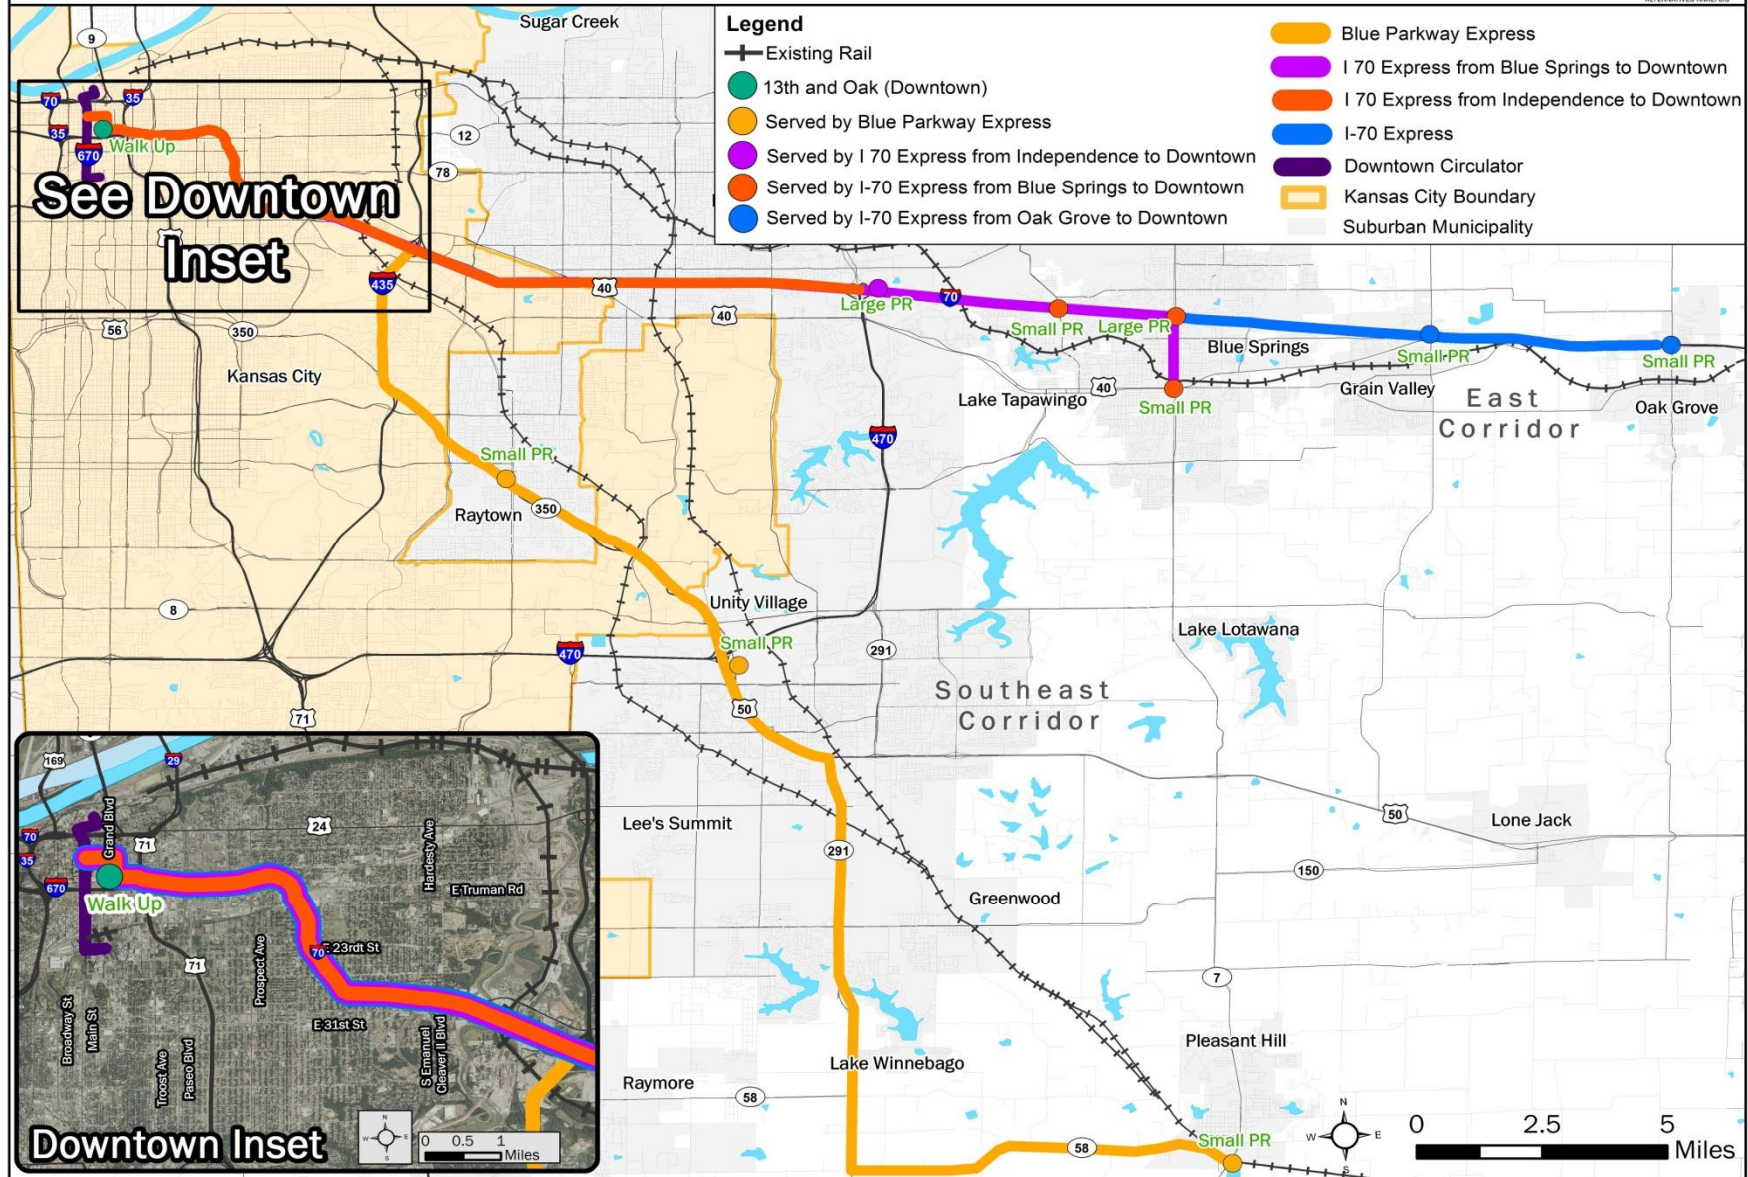 Legend
Existing Rail
13th and Oak (Downtown)
Served by Blue Parkway Express
Served by I 70 Express from Independence to Downtown
Served by I-70 Express from Blue Springs to Downtown
Served by I-70 Express from Oak Grove to Downtown
Blue Parkway Express
I 70 Express from Blue Springs to Downtown
I 70 Express from Independence to Downtown
I-70 Express
Downtown Circulator
Kansas City Boundary
Suburban Municipality
Sugar Creek
9
70
35
35
12
Walk Up
670
78
See Downtown
Inset
435
40
Large PR
70
Small PR
Large PR
56
350
40
Blue Springs
Small PR
Small PR
Kansas City
Lake Tapawingo
40
Small PR
Grain Valley
East
Corridor
Oak Grove
470
Small PR
Raytown
350
8
Unity Village
Small PR
470
291
Lake Lotawana
Southeast
Corridor
71
50
Lee's Summit
291
50
Lone Jack
150
Greenwood
7
Pleasant Hill
Lake Winnebago
Raymore
58
58
Small PR
N
W
E
S
0 2.5 5
Miles
169
29
70
35
Grand Blvd
71
24
Hardesty Ave
670
E Truman Rd
Walk Up
E 23rdt St
70
71
Prospect Ave
E 31st St
Broadway St
Main St
Troost Ave
Paseo Blvd
S Emanuel
Cleaver II Blvd
Downtown Inset
N
W
E
S
0 0.5 1
Miles